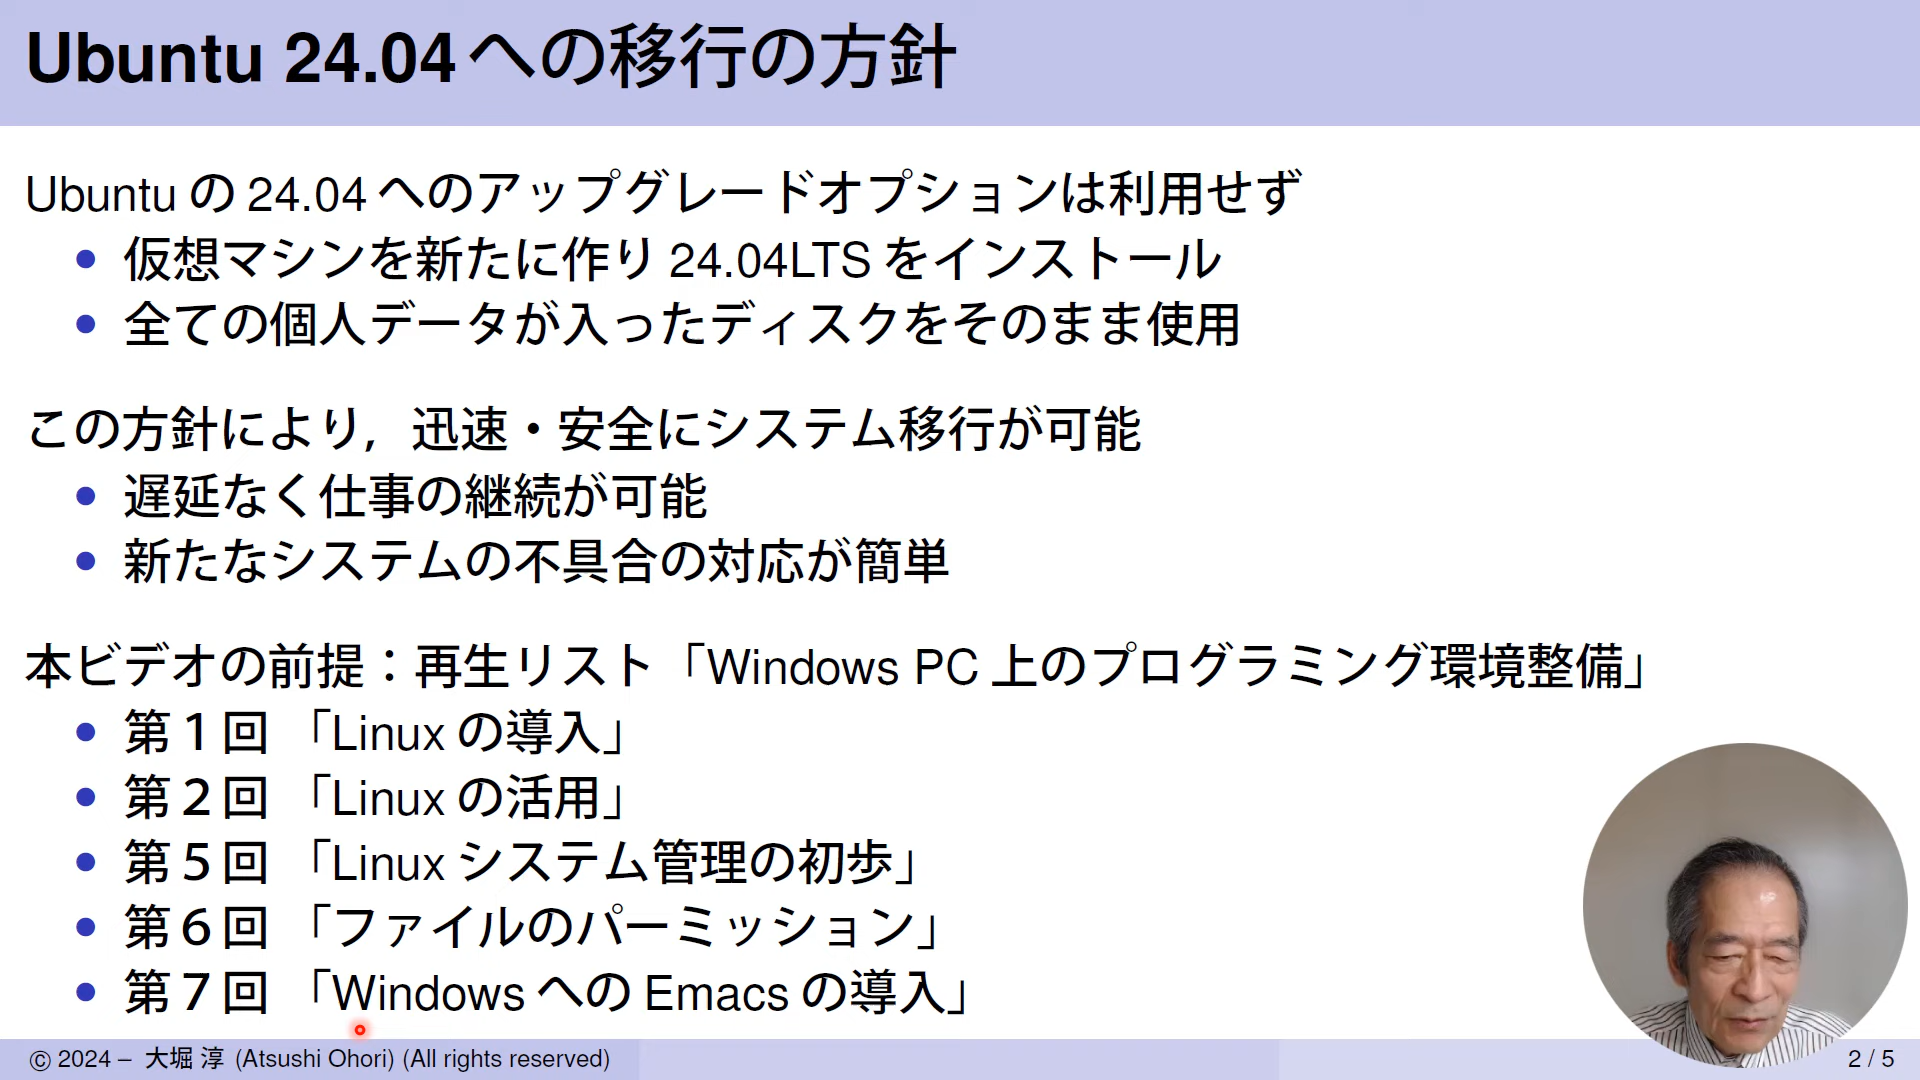 Ubuntu 24.04 への移行の方針
Ubuntu の 24.04 へのアップグレードオプションは利用せず
• 仮想マシンを新たに作り 24.04LTS をインストール
• 全ての個人データが入ったディスクをそのまま使用
この方針により，迅速・安全にシステム移行が可能
• 遅延なく仕事の継続が可能
• 新たなシステムの不具合の対応が簡単
本ビデオの前提：再生リスト「Windows PC 上のプログラミング環境整備」
• 第１回 「Linux の導入」
• 第２回 「Linux の活用」
• 第５回 「Linux システム管理の初歩」
• 第６回 「ファイルのパーミッション」
• 第７回 「Windows への Emacs の導入」
© 2024 – 大堀 淳 (Atsushi Ohori) (All rights reserved)
2 / 5